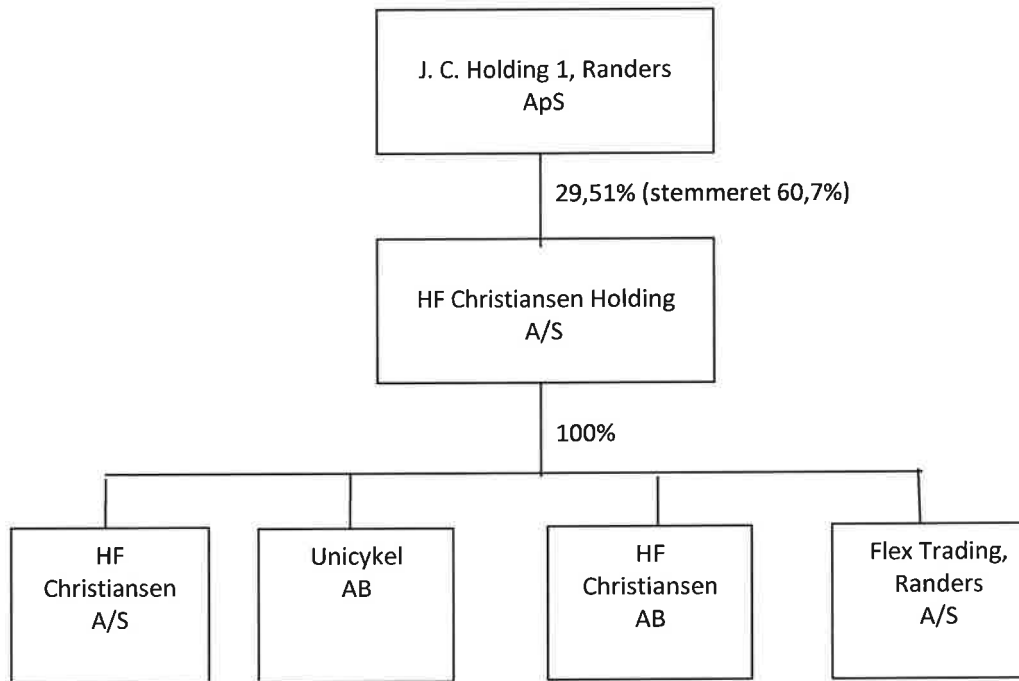 J. C. Holding 1, Randers
ApS
29,51% (stemmeret 60,7%)
HF Christiansen Holding
A/S
100%
HF
Christiansen
A/S
Unicykel
AB
HF
Christiansen
AB
Flex Trading,
Randers
A/S